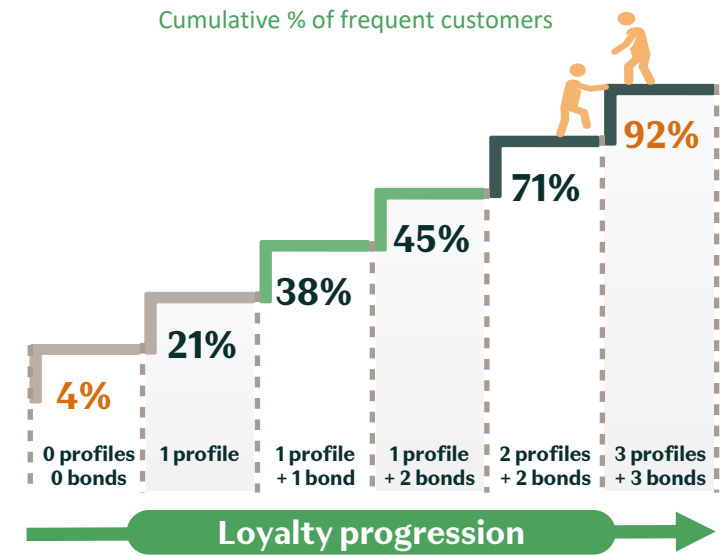 Cumulative % of frequent customers
92%
71%
45%
38%
21%
4%
0 profiles
0 bonds
1 profile
1 profile
+ 1 bond
1 profile
+ 2 bonds
2 profiles
+ 2 bonds
3 profiles
+ 3 bonds
Loyalty progression